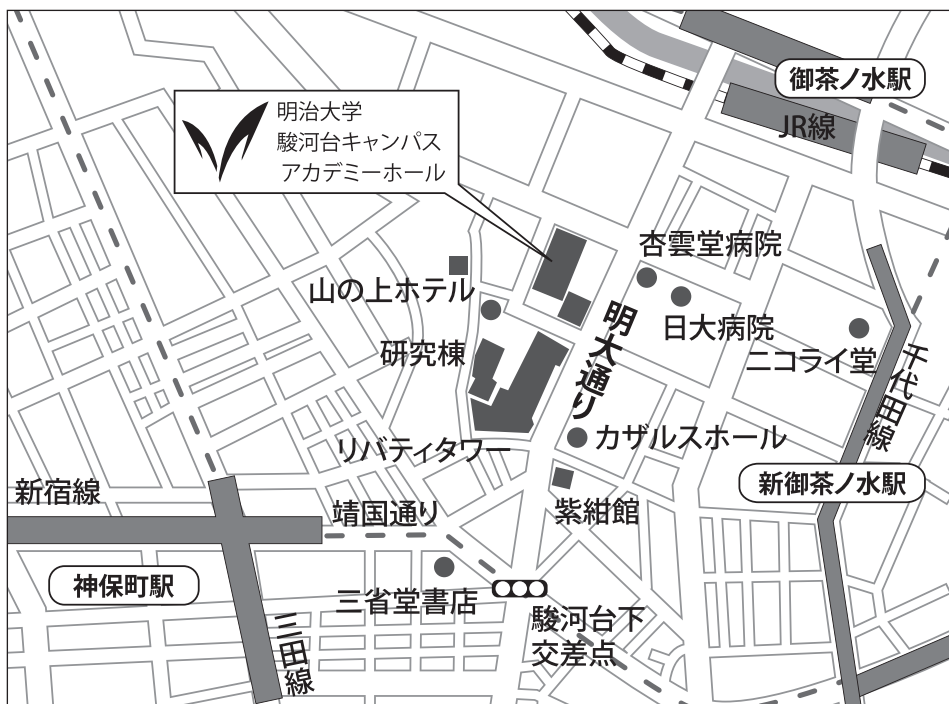 御茶ノ水駅
JR線
明治大学
駿河台キャンパス
アカデミーホール
杏雲堂病院
山の上ホテル
日大病院
明大通り
研究棟
ニコライ堂
千代田線
カザルスホール
リバティタワー
新御茶ノ水駅
新宿線
靖国通り
紫紺館
神保町駅
三省堂書店
駿河台下
交差点
三田線